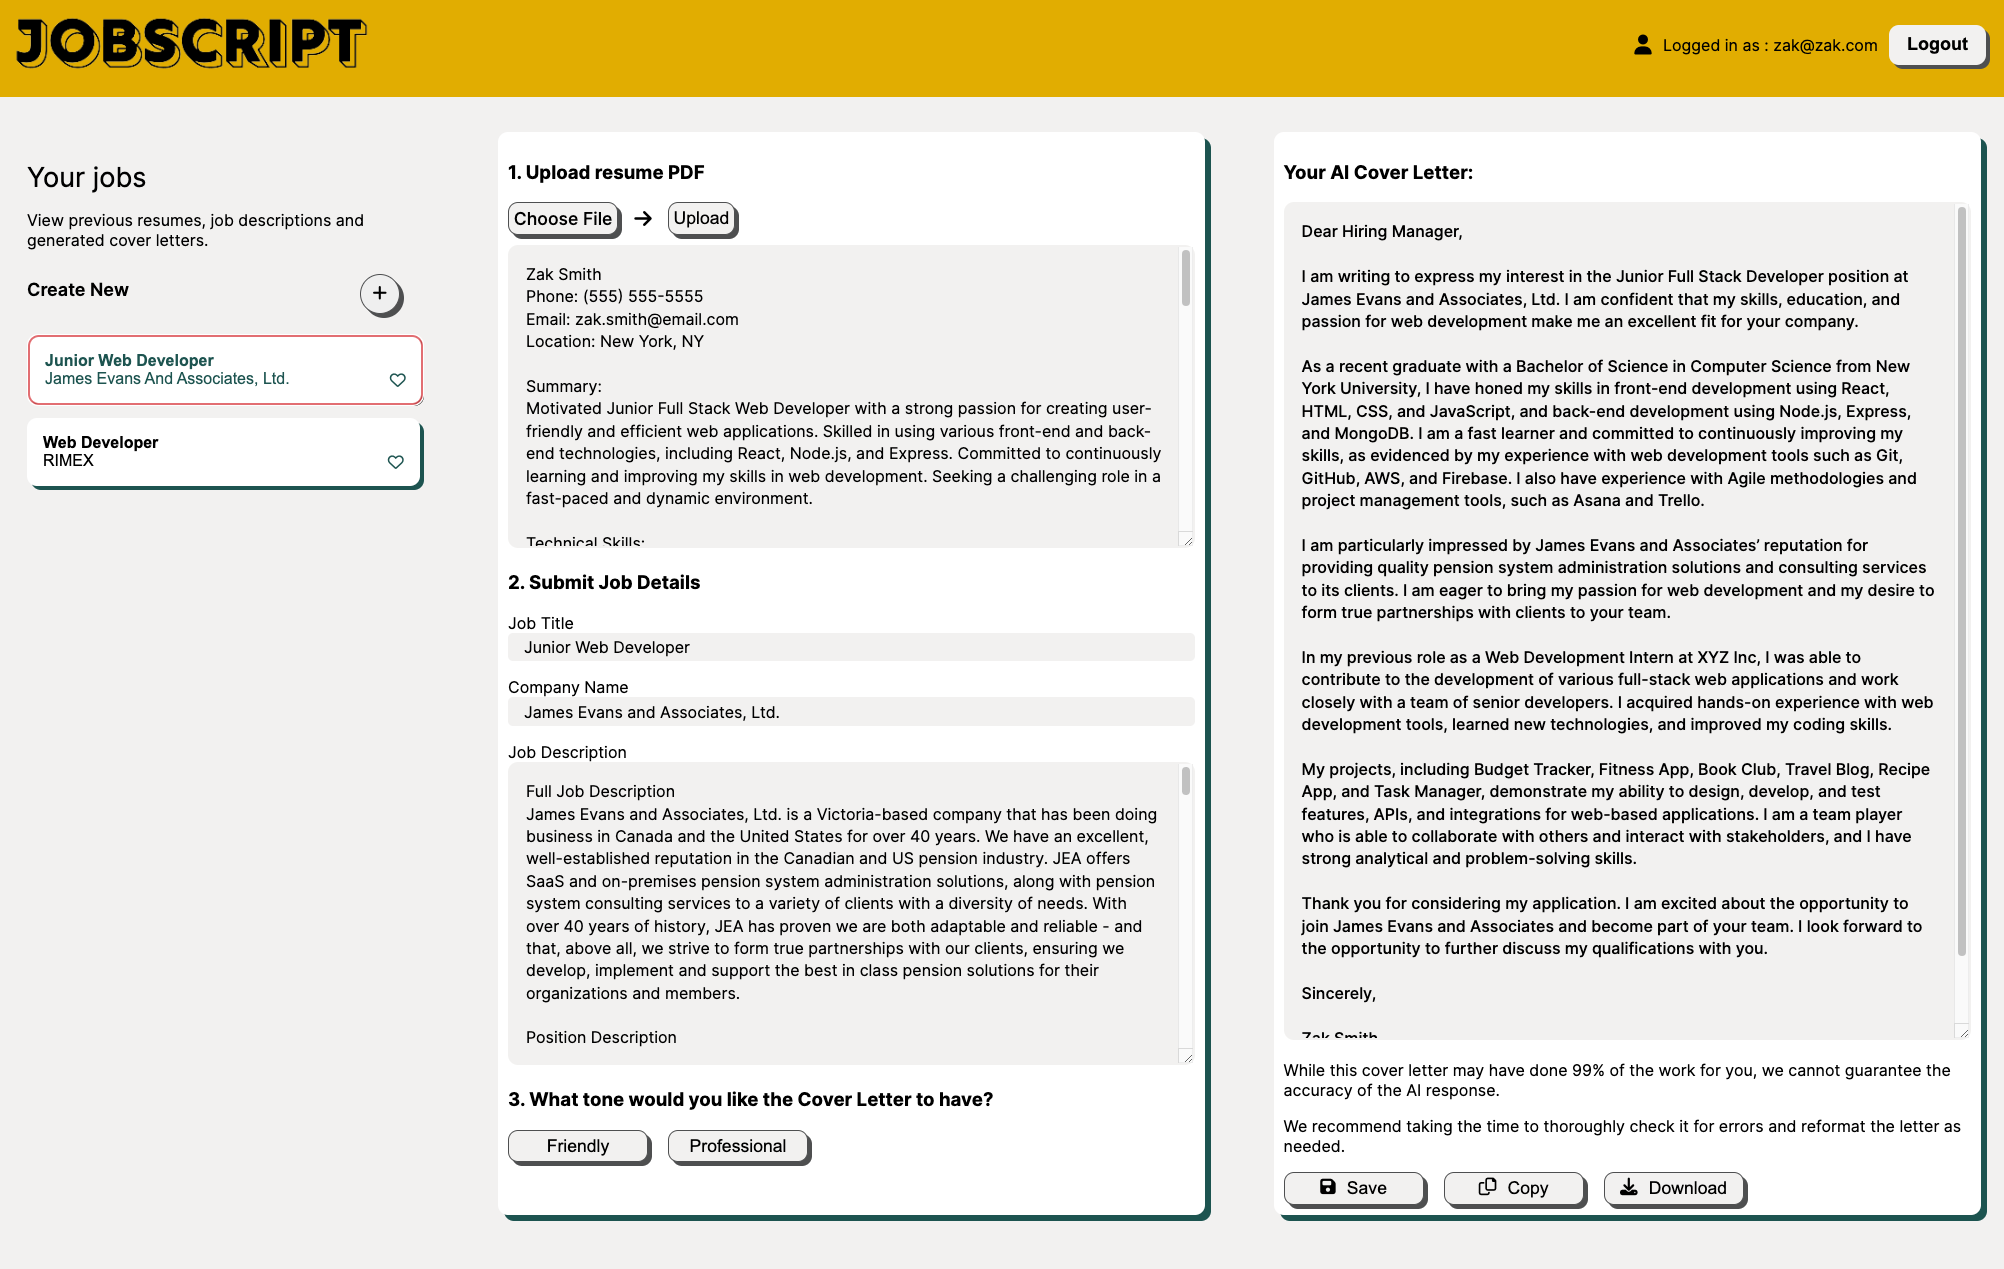 JOBSCRIPT
Logged in as : zak@zak.com
Logout
Your jobs
View previous resumes, job descriptions and
generated cover letters.
Create New
Junior Web Developer
James Evans And Associates, Ltd.
Web Developer
RIMEX
1. Upload resume PDF
Choose File
Upload
Zak Smith
Phone: (555) 555-5555
Email: zak.smith@email.com
Location: New York, NY
Summary:
Motivated Junior Full Stack Web Developer with a strong passion for creating user-
friendly and efficient web applications. Skilled in using various front-end and back-
end technologies, including React, Node.js, and Express. Committed to continuously
learning and improving my skills in web development. Seeking a challenging role in a
fast-paced and dynamic environment.
Technical Skills:
2. Submit Job Details
Job Title
Junior Web Developer
Company Name
James Evans and Associates, Ltd.
Job Description
Full Job Description
James Evans and Associates, Ltd. is a Victoria-based company that has been doing
business in Canada and the United States for over 40 years. We have an excellent,
well-established reputation in the Canadian and US pension industry. JEA offers
SaaS and on-premises pension system administration solutions, along with pension
system consulting services to a variety of clients with a diversity of needs. With
over 40 years of history, JEA has proven we are both adaptable and reliable - and
that, above all, we strive to form true partnerships with our clients, ensuring we
develop, implement and support the best in class pension solutions for their
organizations and members.
Position Description
3. What tone would you like the Cover Letter to have?
Friendly
Professional
Your AI Cover Letter:
Dear Hiring Manager,
I am writing to express my interest in the Junior Full Stack Developer position at
James Evans and Associates, Ltd. I am confident that my skills, education, and
passion for web development make me an excellent fit for your company.
As a recent graduate with a Bachelor of Science in Computer Science from New
York University, I have honed my skills in front-end development using React,
HTML, CSS, and JavaScript, and back-end development using Node.js, Express,
and MongoDB. I am a fast learner and committed to continuously improving my
skills, as evidenced by my experience with web development tools such as Git,
GitHub, AWS, and Firebase. I also have experience with Agile methodologies and
project management tools, such as Asana and Trello.
I am particularly impressed by James Evans and Associates’ reputation for
providing quality pension system administration solutions and consulting services
to its clients. I am eager to bring my passion for web development and my desire to
form true partnerships with clients to your team.
In my previous role as a Web Development Intern at XYZ Inc, I was able to
contribute to the development of various full-stack web applications and work
closely with a team of senior developers. I acquired hands-on experience with web
development tools, learned new technologies, and improved my coding skills.
My projects, including Budget Tracker, Fitness App, Book Club, Travel Blog, Recipe
App, and Task Manager, demonstrate my ability to design, develop, and test
features, APIs, and integrations for web-based applications. I am a team player
who is able to collaborate with others and interact with stakeholders, and I have
strong analytical and problem-solving skills.
Thank you for considering my application. I am excited about the opportunity to
join James Evans and Associates and become part of your team. I look forward to
the opportunity to further discuss my qualifications with you.
Sincerely,
Zak Smith
While this cover letter may have done 99% of the work for you, we cannot guarantee the
accuracy of the AI response.
We recommend taking the time to thoroughly check it for errors and reformat the letter as
needed.
Save
Copy
Download